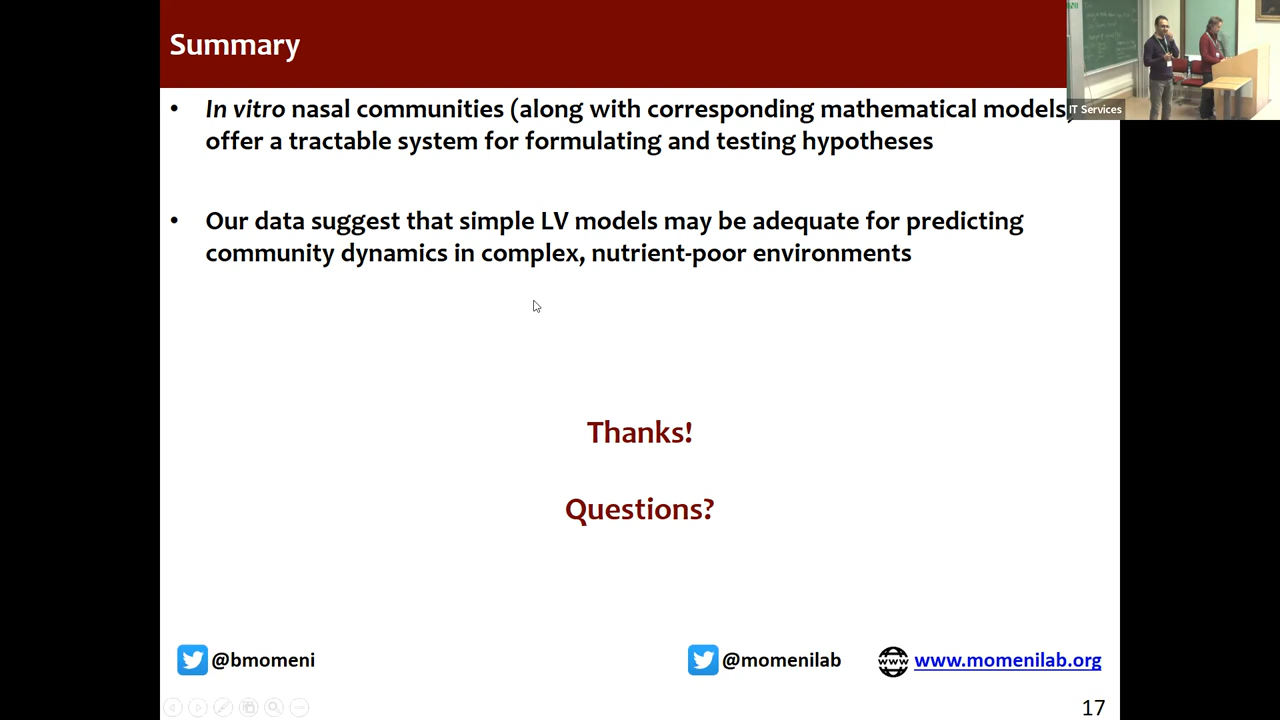 Summary
• In vitro nasal communities (along with corresponding mathematical models)
offer a tractable system for formulating and testing hypotheses
• Our data suggest that simple LV models may be adequate for predicting
community dynamics in complex, nutrient-poor environments
Thanks!
Questions?
@bmomeni
@momenilab
www
www.momenilab.org
17
IT Services